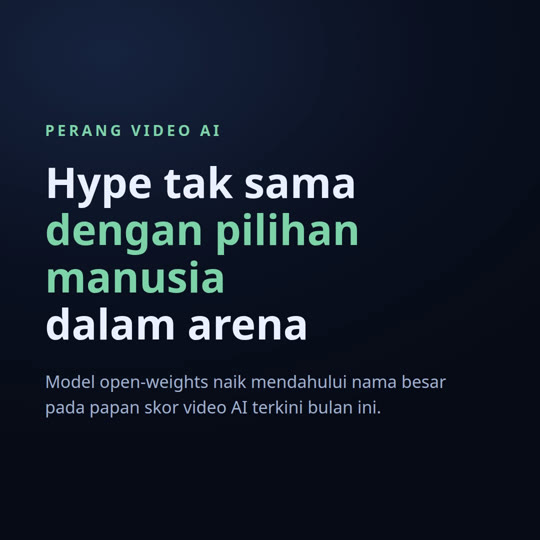 PERANG VIDEO AI
Hype tak sama
dengan pilihan
manusia
dalam arena
Model open-weights naik mendahului nama besar
pada papan skor video AI terkini bulan ini.